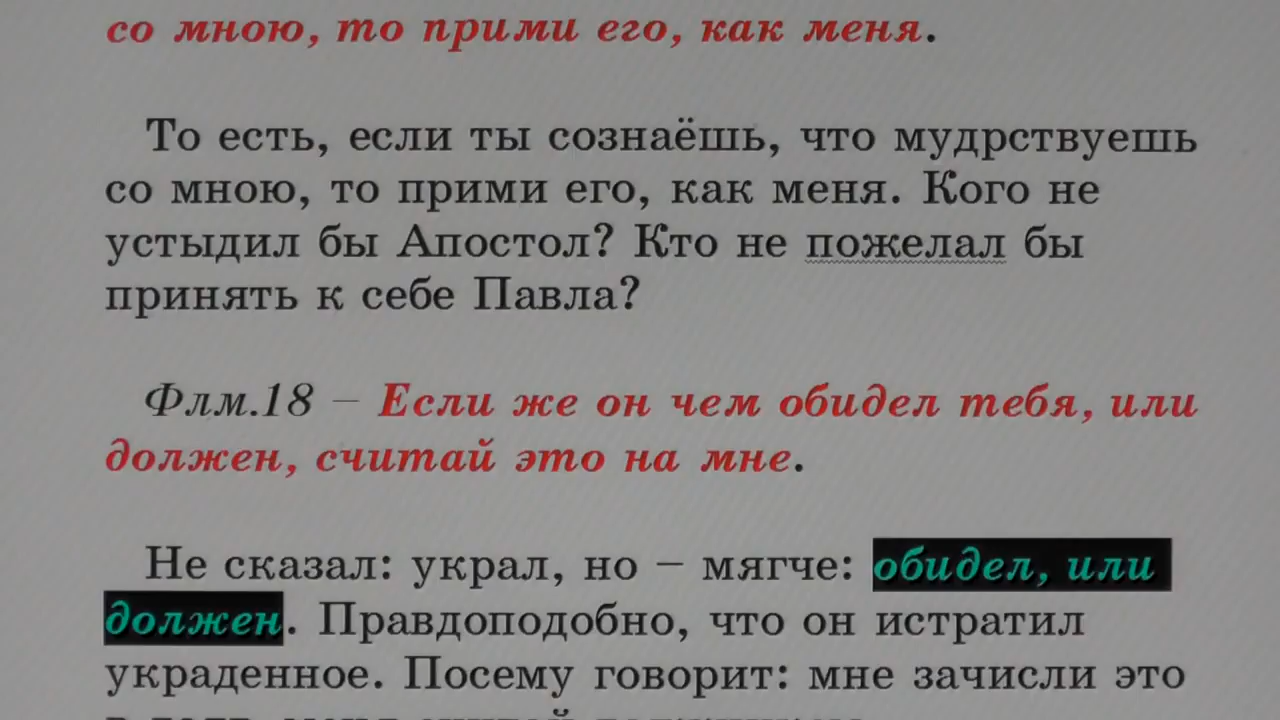 со мною, то прими его, как меня.
То есть, если ты сознаёшь, что мудрствуешь
со мною, то прими его, как меня. Кого не
устыдил бы Апостол? Кто не пожелал бы
принять к себе Павла?
Флм.18 – Если же он чем обидел тебя, или
должен, считай это на мне.
Не сказал: украл, но – мягче: обидел, или
должен. Правдоподобно, что он истратил
украденное. Посему говорит: мне зачисли это